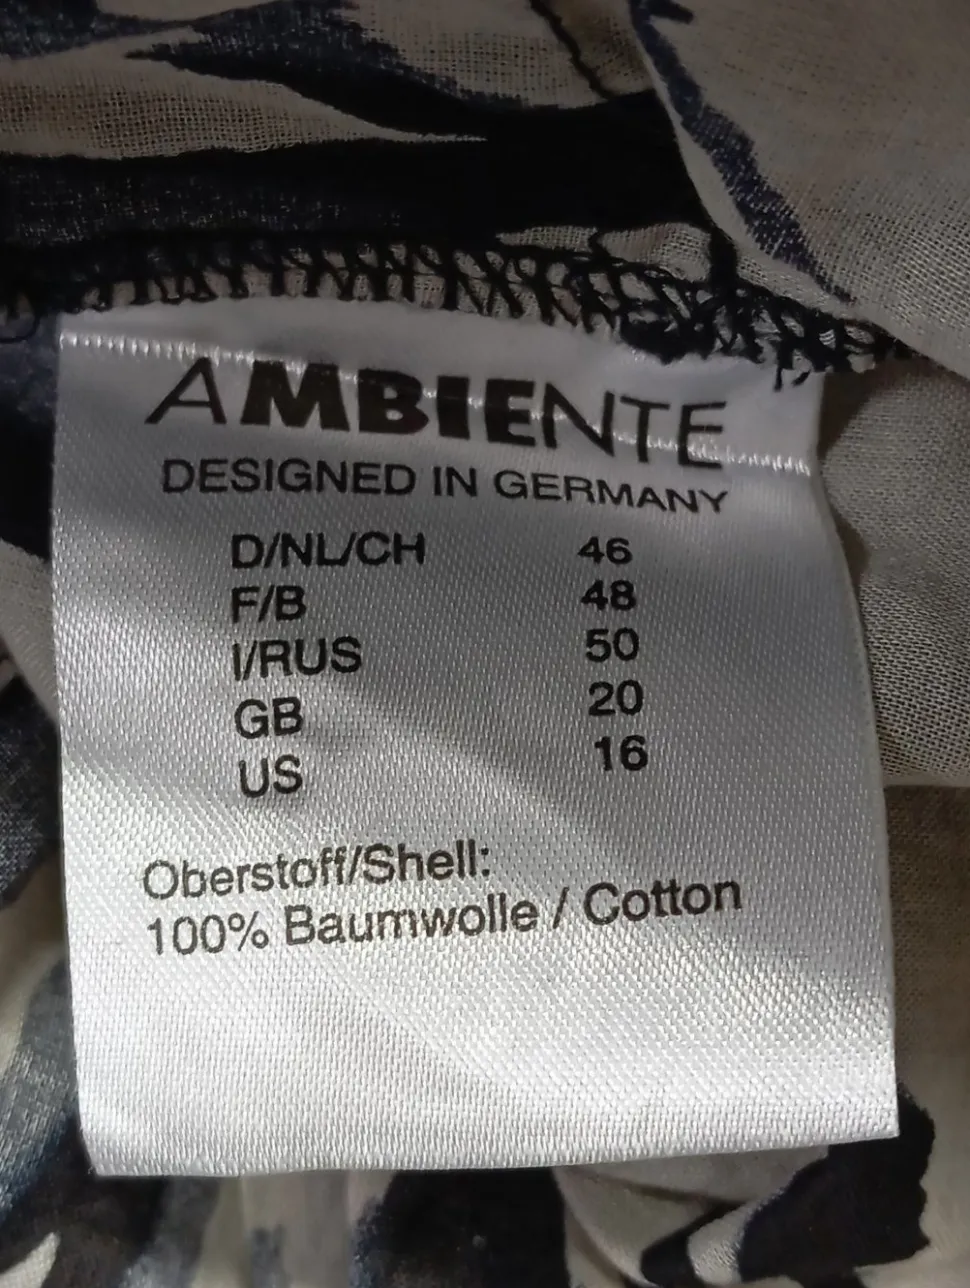 AMBIENTE
DESIGNED IN GERMANY
D/NL/CH 46
F/B 48
I/RUS 50
GB 20
US 16
Oberstoff/Shell:
100% Baumwolle / Cotton